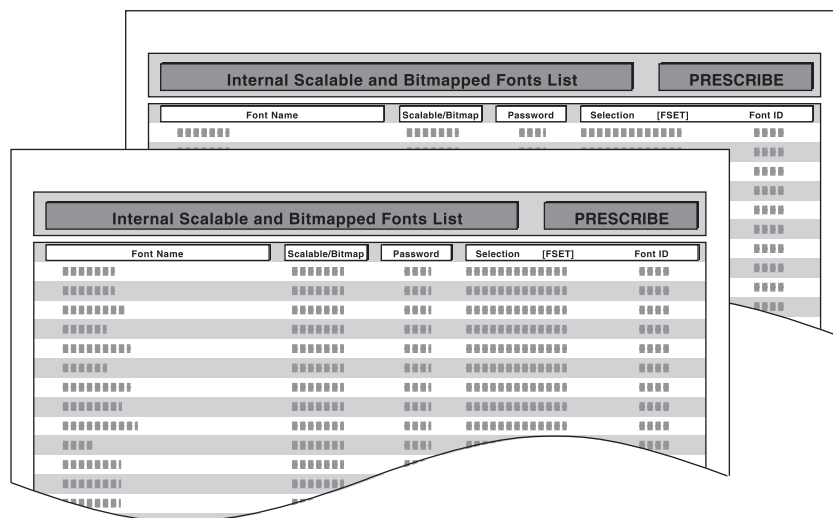 Internal Scalable and Bitmapped Fonts List PRESCRIBE
Font Name Scalable/Bitmap Password Selection [FSET] Font ID
Internal Scalable and Bitmapped Fonts List PRESCRIBE
Font Name Scalable/Bitmap Password Selection [FSET] Font ID